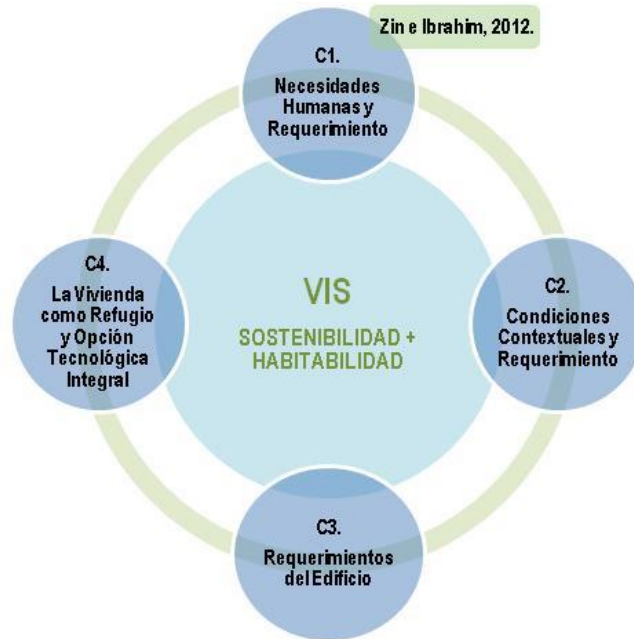 Zin e Ibrahim, 2012.
C1.
Necesidades
Humanas y
Requerimiento
C4.
La Vivienda
como Refugio
y Opción
Tecnológica
Integral
VIS
SOSTENIBILIDAD +
HABITABILIDAD
C2.
Condiciones
Contextuales y
Requerimiento
C3.
Requerimientos
del Edificio